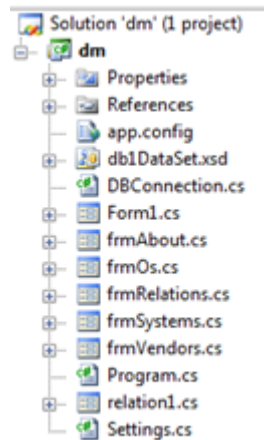 Solution 'dm' (1 project)
dm
Properties
References
app.config
db1DataSet.xsd
DBConnection.cs
Form1.cs
frmAbout.cs
frmOs.cs
frmRelations.cs
frmSystems.cs
frmVendors.cs
Program.cs
relation1.cs
Settings.cs